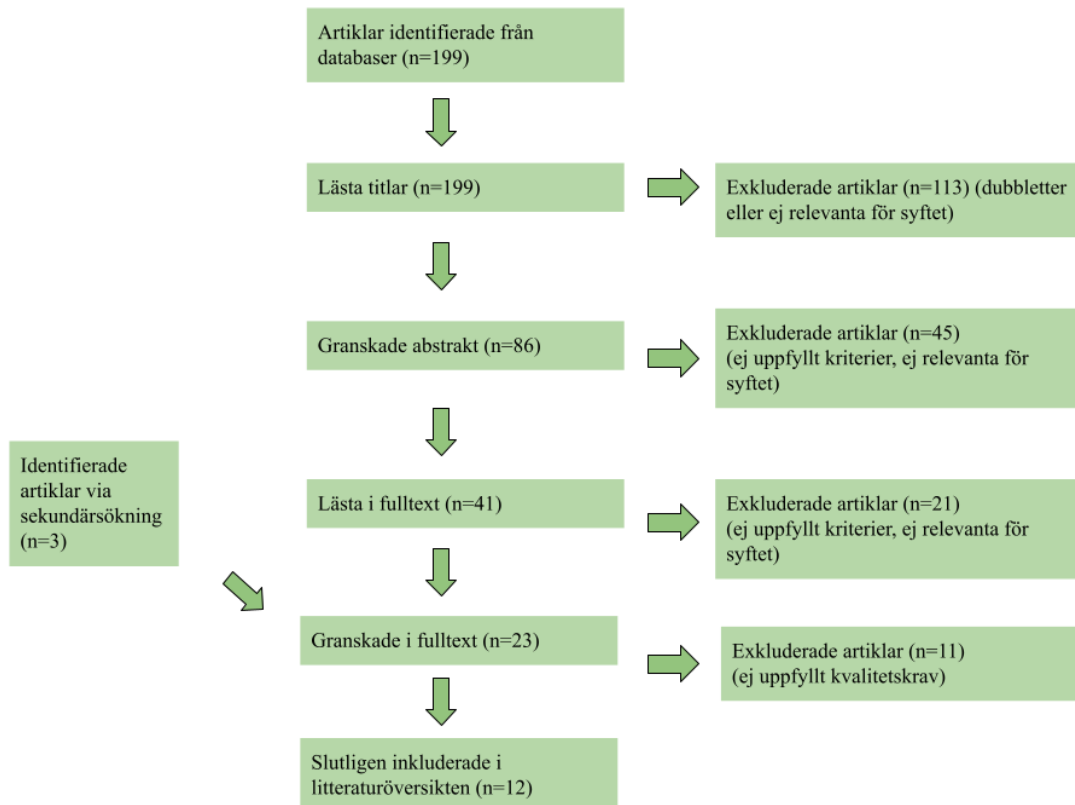 Artiklar identifierade från
databaser (n=199)
Lästa titlar (n=199)
Exkluderade artiklar (n=113) (dubbletter
eller ej relevanta för syftet)
Granskade abstrakt (n=86)
Exkluderade artiklar (n=45)
(ej uppfyllt kriterier, ej relevanta för
syftet)
Identifierade
artiklar via
sekundärsökning
(n=3)
Lästa i fulltext (n=41)
Exkluderade artiklar (n=21)
(ej uppfyllt kriterier, ej relevanta för
syftet)
Granskade i fulltext (n=23)
Exkluderade artiklar (n=11)
(ej uppfyllt kvalitetskrav)
Slutligen inkluderade i
litteraturöversikten (n=12)